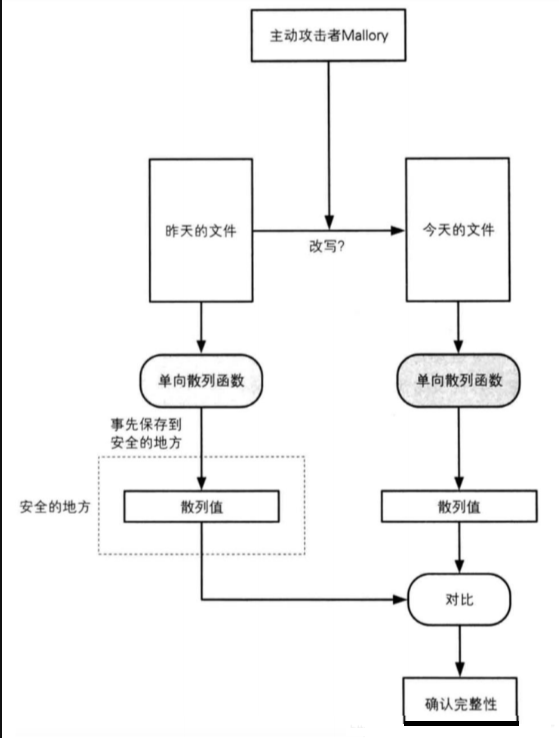 主动攻击者Mallory
昨天的文件
改写?
今天的文件
单向散列函数
单向散列函数
事先保存到
安全的地方
安全的地方
散列值
散列值
对比
确认完整性